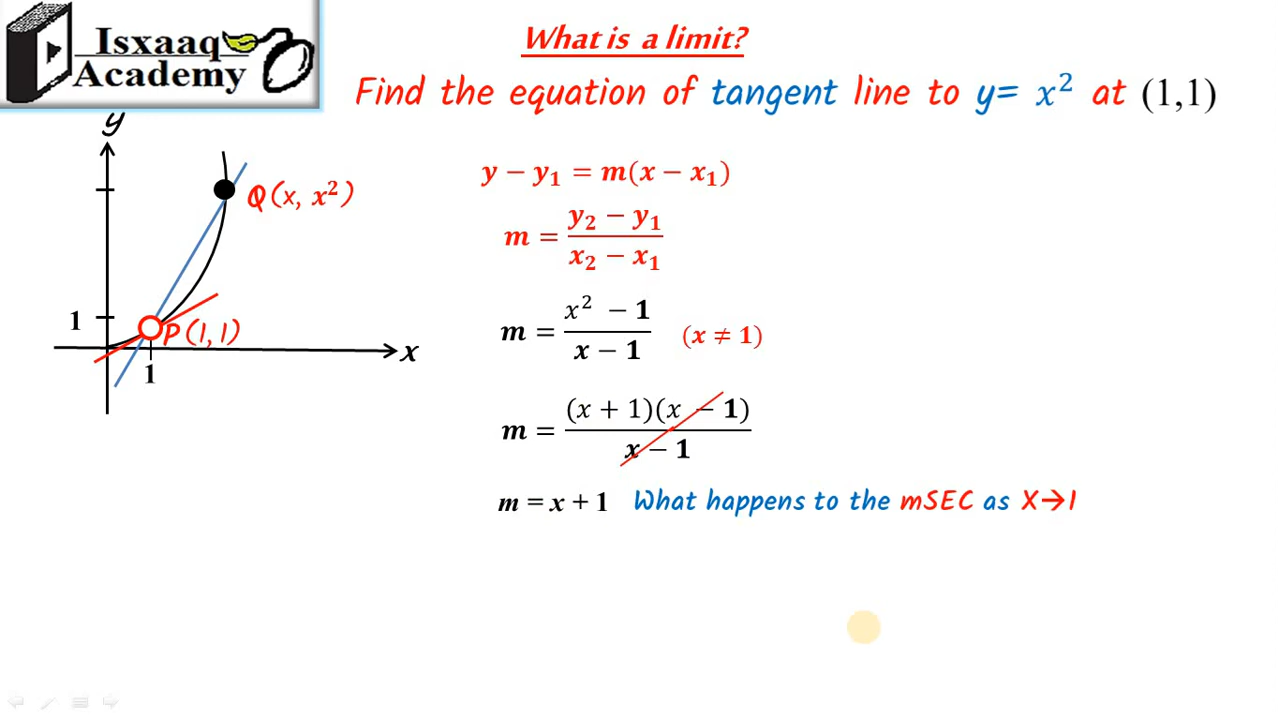 Isxaaq
Academy
What is a limit?
Find the equation of tangent line to y= x² at (1,1)
y
Q(x, x²)
1
P(1, 1)
x
1
y − y₁ = m(x − x₁)
m = (y₂ − y₁)/(x₂ − x₁)
m = (x² − 1)/(x − 1) (x ≠ 1)
m = (x + 1)(x − 1)/(x − 1)
m = x + 1 What happens to the mSEC as X→1